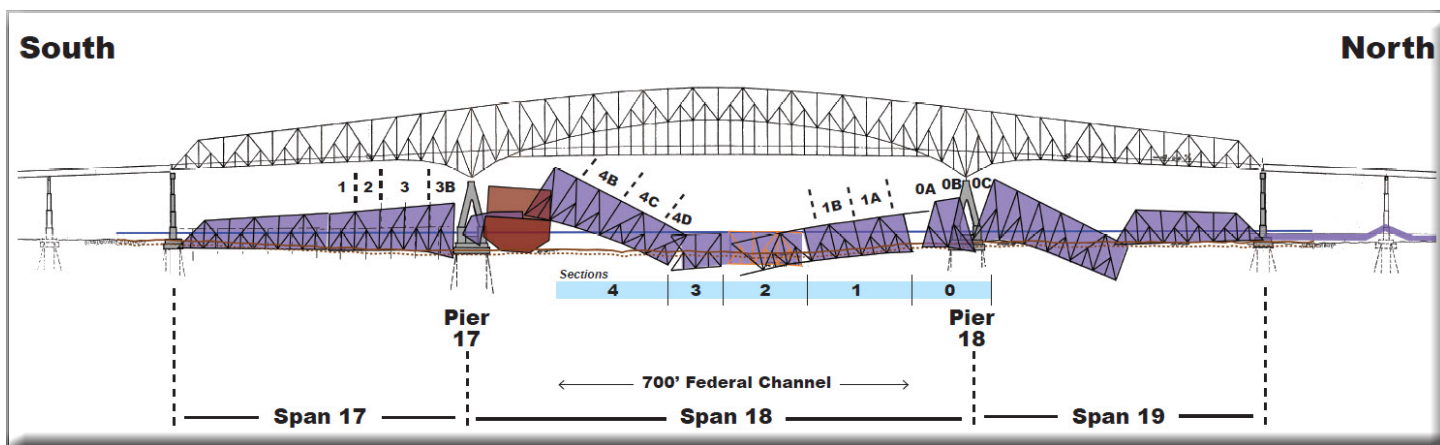 South
North
1 2 3 3B
4B
4C
4D
1B
1A
0A
0B
0C
Sections
4 3 2 1 0
Pier
17
Pier
18
700' Federal Channel
Span 17
Span 18
Span 19